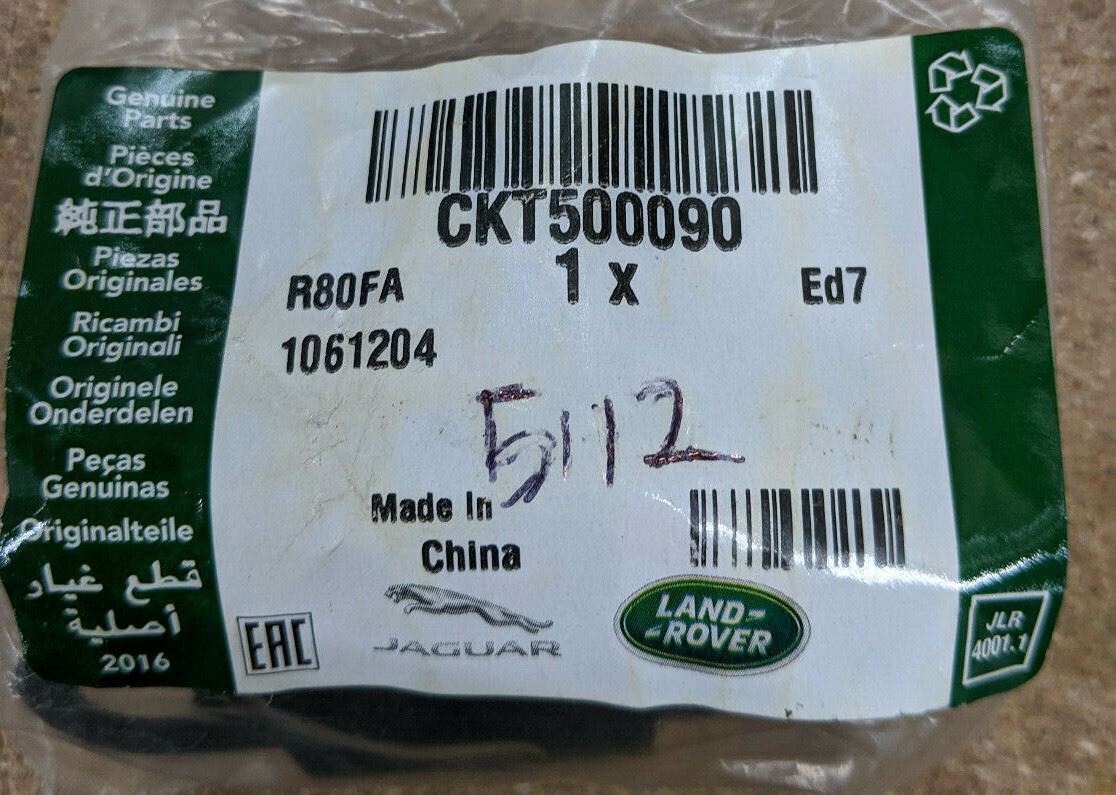 Genuine
Parts
Pièces
d'Origine
純正部品
Piezas
Originales
Ricambi
Originali
Originele
Onderdelen
Peças
Genuinas
Originalteile
قطع غيار
أصلية
2016
CKT500090
R80FA 1 x Ed7
1061204
5112
Made In
China
EAC
JAGUAR
LAND-
-ROVER
JLR
4001.1